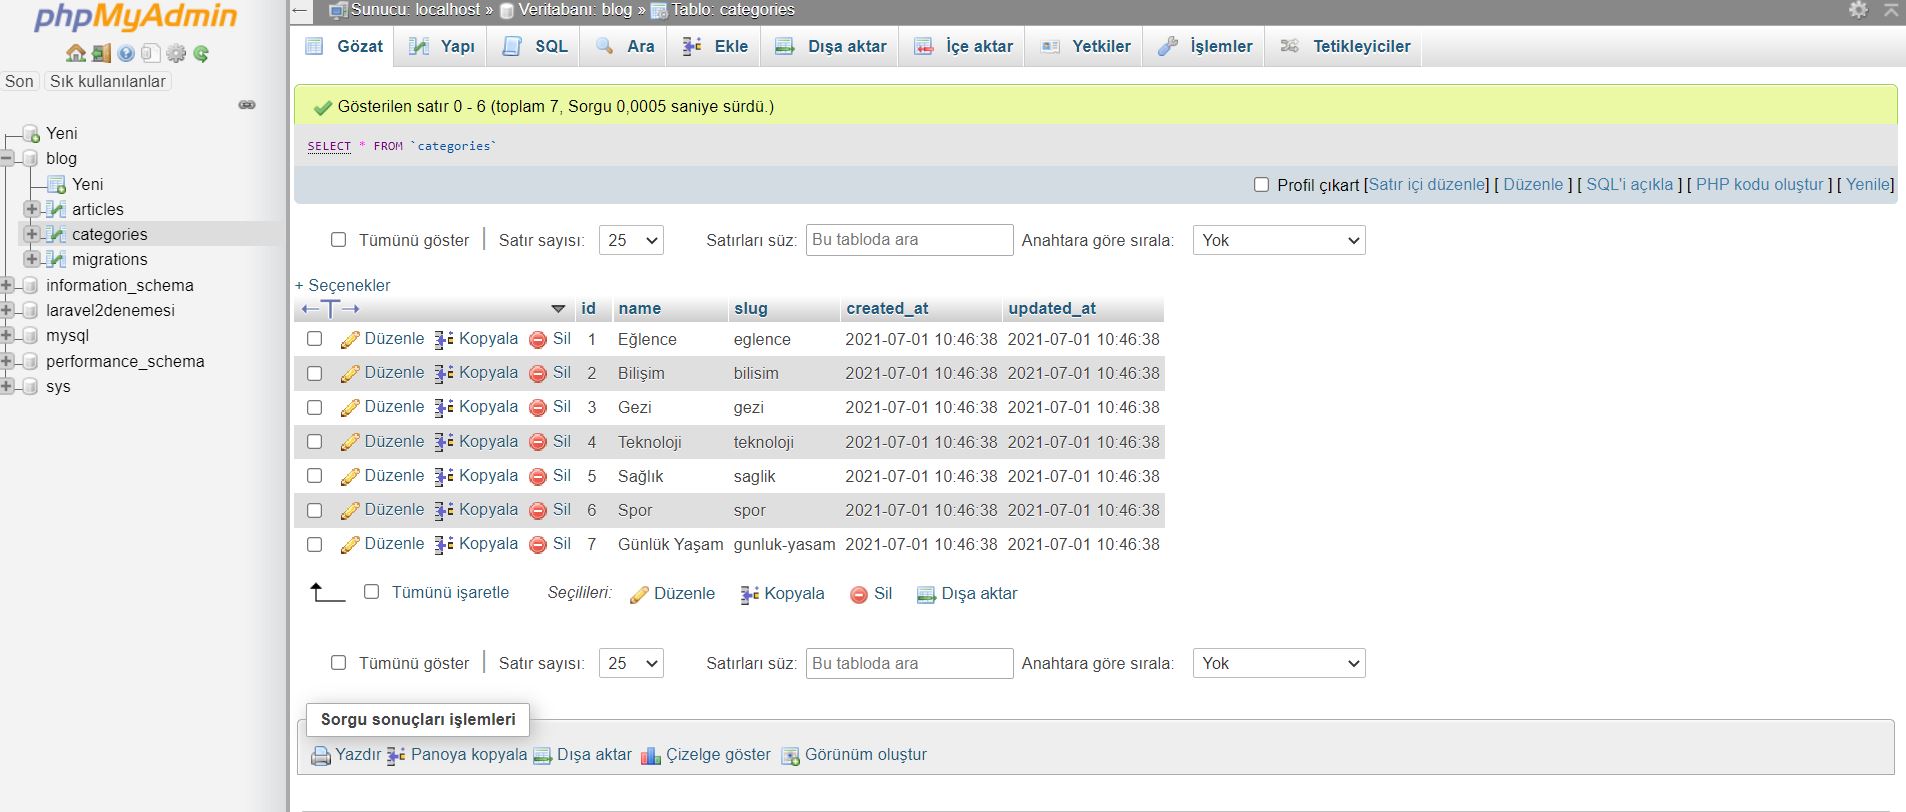 phpMyAdmin
Son Sık kullanılanlar
Yeni
blog
Yeni
articles
categories
migrations
information_schema
laravel2denemesi
mysql
performance_schema
sys
Sunucu: localhost » Veritabanı: blog » Tablo: categories
Gözat Yapı SQL Ara Ekle Dışa aktar İçe aktar Yetkiler İşlemler Tetikleyiciler
Gösterilen satır 0 - 6 (toplam 7, Sorgu 0,0005 saniye sürdü.)
SELECT * FROM `categories`
Profil çıkart [Satır içi düzenle] [ Düzenle ] [ SQL'i açıkla ] [ PHP kodu oluştur ] [ Yenile]
Tümünü göster | Satır sayısı: 25 Satırları süz: Bu tabloda ara Anahtara göre sırala: Yok
+ Seçenekler
←T→ id name slug created_at updated_at
Düzenle Kopyala Sil 1 Eğlence eglence 2021-07-01 10:46:38 2021-07-01 10:46:38
Düzenle Kopyala Sil 2 Bilişim bilisim 2021-07-01 10:46:38 2021-07-01 10:46:38
Düzenle Kopyala Sil 3 Gezi gezi 2021-07-01 10:46:38 2021-07-01 10:46:38
Düzenle Kopyala Sil 4 Teknoloji teknoloji 2021-07-01 10:46:38 2021-07-01 10:46:38
Düzenle Kopyala Sil 5 Sağlık saglik 2021-07-01 10:46:38 2021-07-01 10:46:38
Düzenle Kopyala Sil 6 Spor spor 2021-07-01 10:46:38 2021-07-01 10:46:38
Düzenle Kopyala Sil 7 Günlük Yaşam gunluk-yasam 2021-07-01 10:46:38 2021-07-01 10:46:38
Tümünü işaretle Seçilileri: Düzenle Kopyala Sil Dışa aktar
Tümünü göster | Satır sayısı: 25 Satırları süz: Bu tabloda ara Anahtara göre sırala: Yok
Sorgu sonuçları işlemleri
Yazdır Panoya kopyala Dışa aktar Çizelge göster Görünüm oluştur